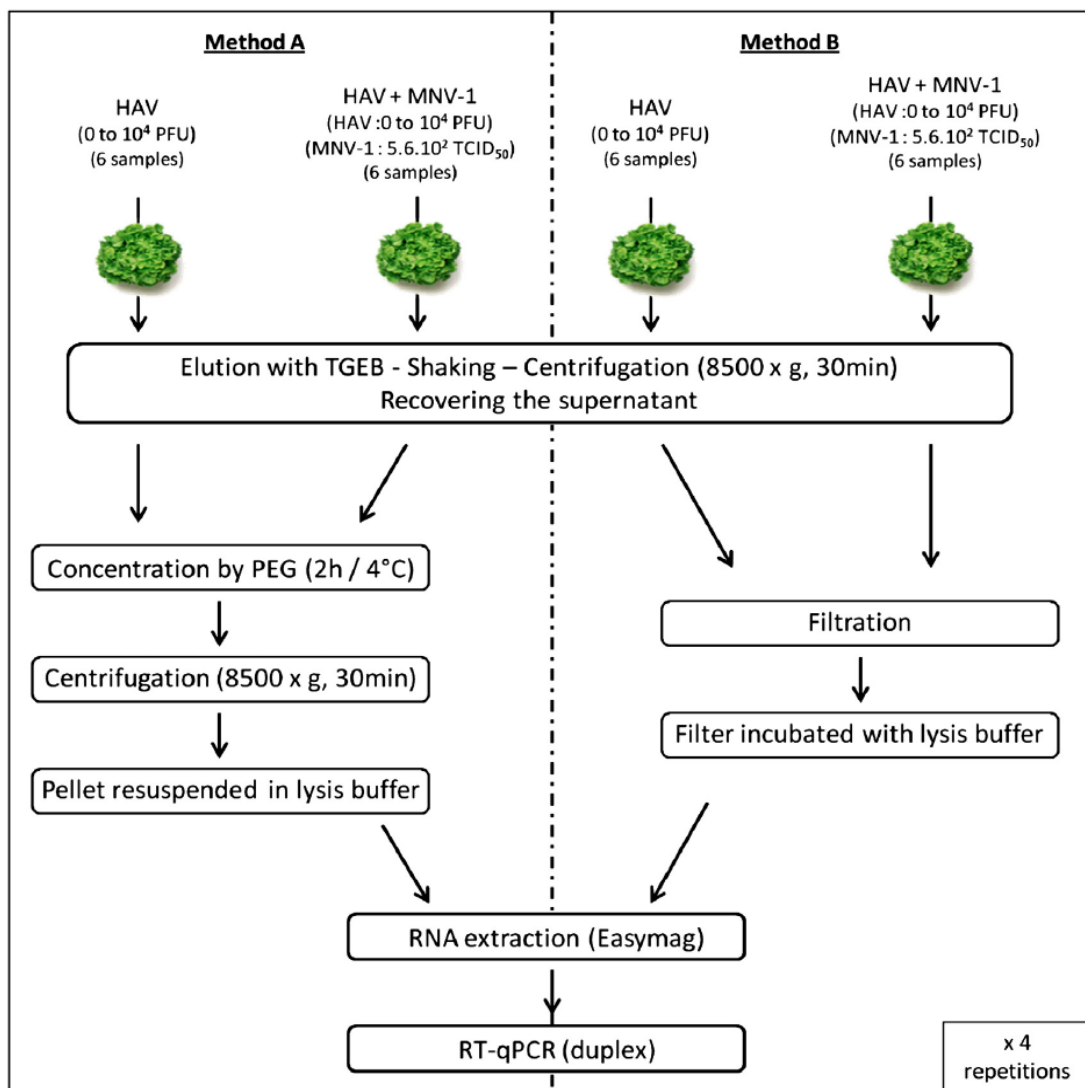 Method A
Method B
HAV
(0 to 10⁴ PFU)
(6 samples)
HAV + MNV-1
(HAV :0 to 10⁴ PFU)
(MNV-1 : 5.6.10² TCID₅₀)
(6 samples)
HAV
(0 to 10⁴ PFU)
(6 samples)
HAV + MNV-1
(HAV :0 to 10⁴ PFU)
(MNV-1 : 5.6.10² TCID₅₀)
(6 samples)
Elution with TGEB - Shaking – Centrifugation (8500 x g, 30min)
Recovering the supernatant
Concentration by PEG (2h / 4°C)
Centrifugation (8500 x g, 30min)
Pellet resuspended in lysis buffer
Filtration
Filter incubated with lysis buffer
RNA extraction (Easymag)
RT-qPCR (duplex)
x 4
repetitions